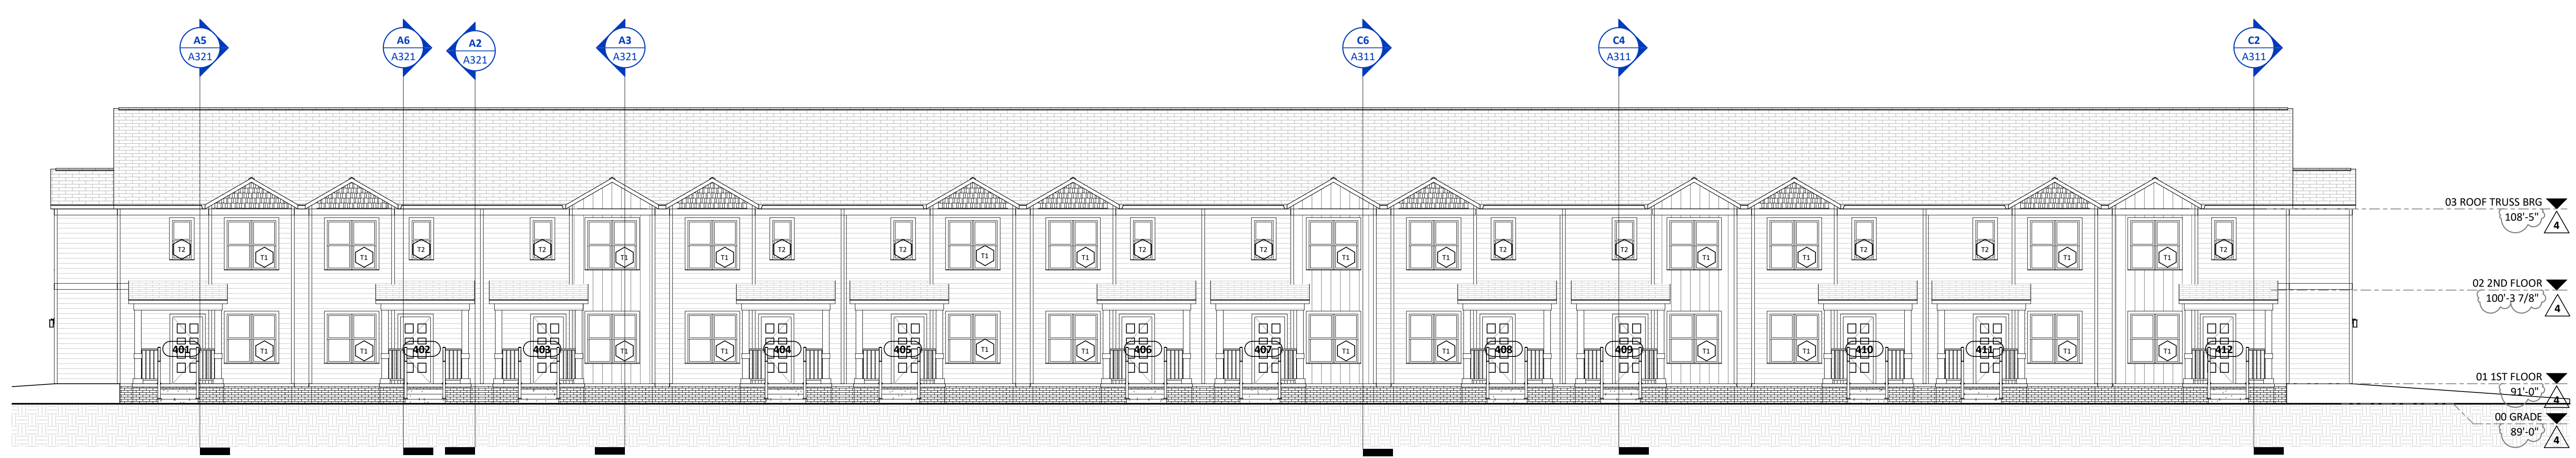 A5
A321
A6
A321
A2
A321
A3
A321
C6
A311
C4
A311
C2
A311
03 ROOF TRUSS BRG
108'-5"
4
T2
T2
T2
T2
T2
T2
T2
T2
T2
T2
T2
T2
T1
T1
T1
T1
T1
T1
T1
T1
T1
T1
T1
T1
02 2ND FLOOR
100'-3 7/8"
4
401
T1
T1
402
403
T1
T1
404
405
T1
T1
406
407
T1
T1
408
409
T1
T1
410
411
T1
T1
412
01 1ST FLOOR
91'-0"
4
00 GRADE
89'-0"
4